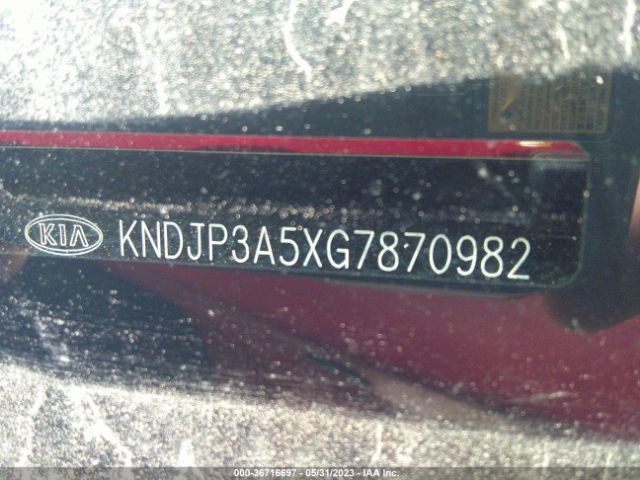 KIA KNDJP3A5XG7870982
000-36716697 - 05/31/2023 - IAA Inc.